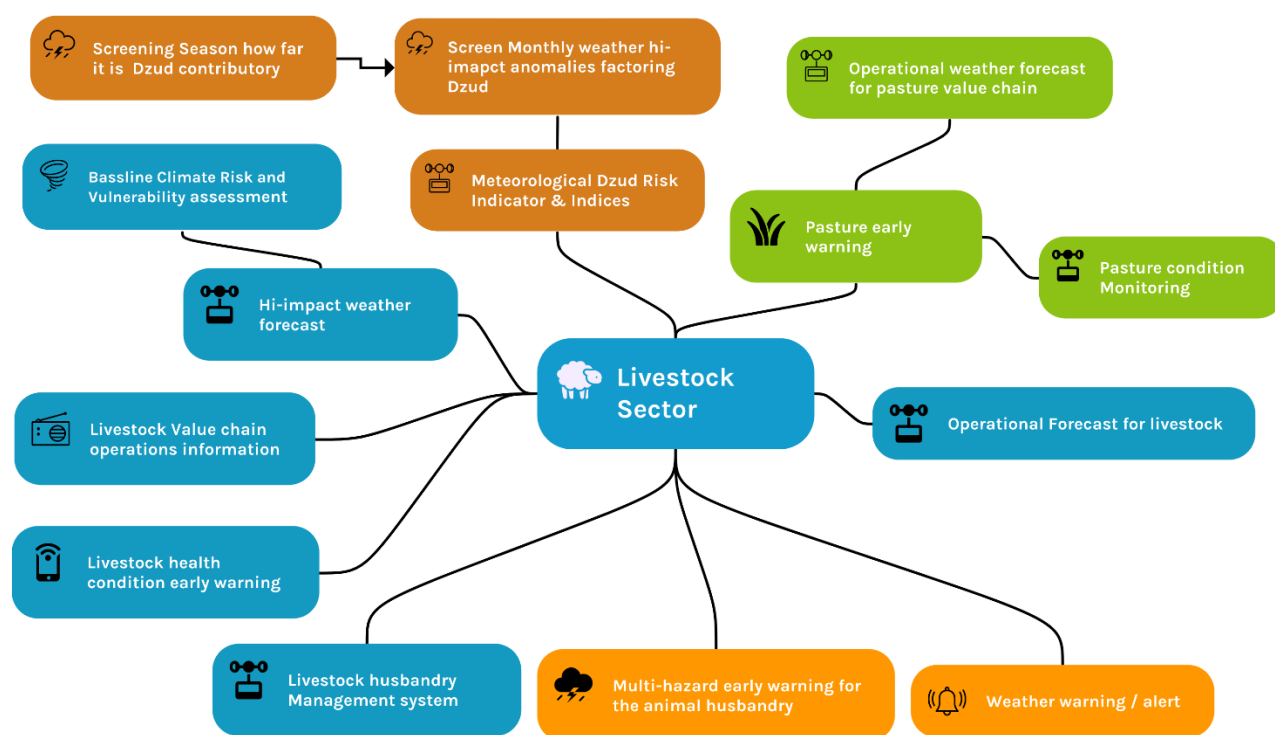 Screening Season how far
it is Dzud contributory
Screen Monthly weather hi-
imapct anomalies factoring
Dzud
Operational weather forecast
for pasture value chain
Bassline Climate Risk and
Vulnerability assessment
Meteorological Dzud Risk
Indicator & Indices
Pasture early
warning
Pasture condition
Monitoring
Hi-impact weather
forecast
Livestock
Sector
Livestock Value chain
operations information
Operational Forecast for livestock
Livestock health
condition early warning
Livestock husbandry
Management system
Multi-hazard early warning for
the animal husbandry
Weather warning / alert